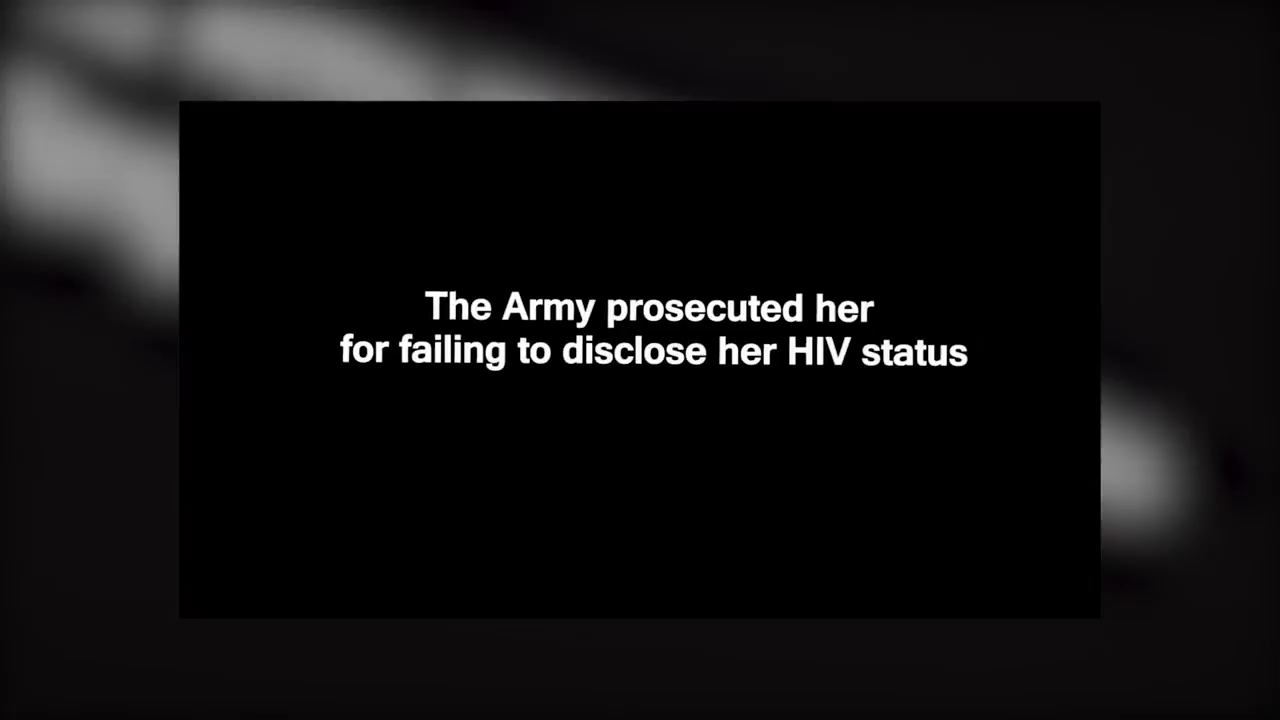 The Army prosecuted her
for failing to disclose her HIV status